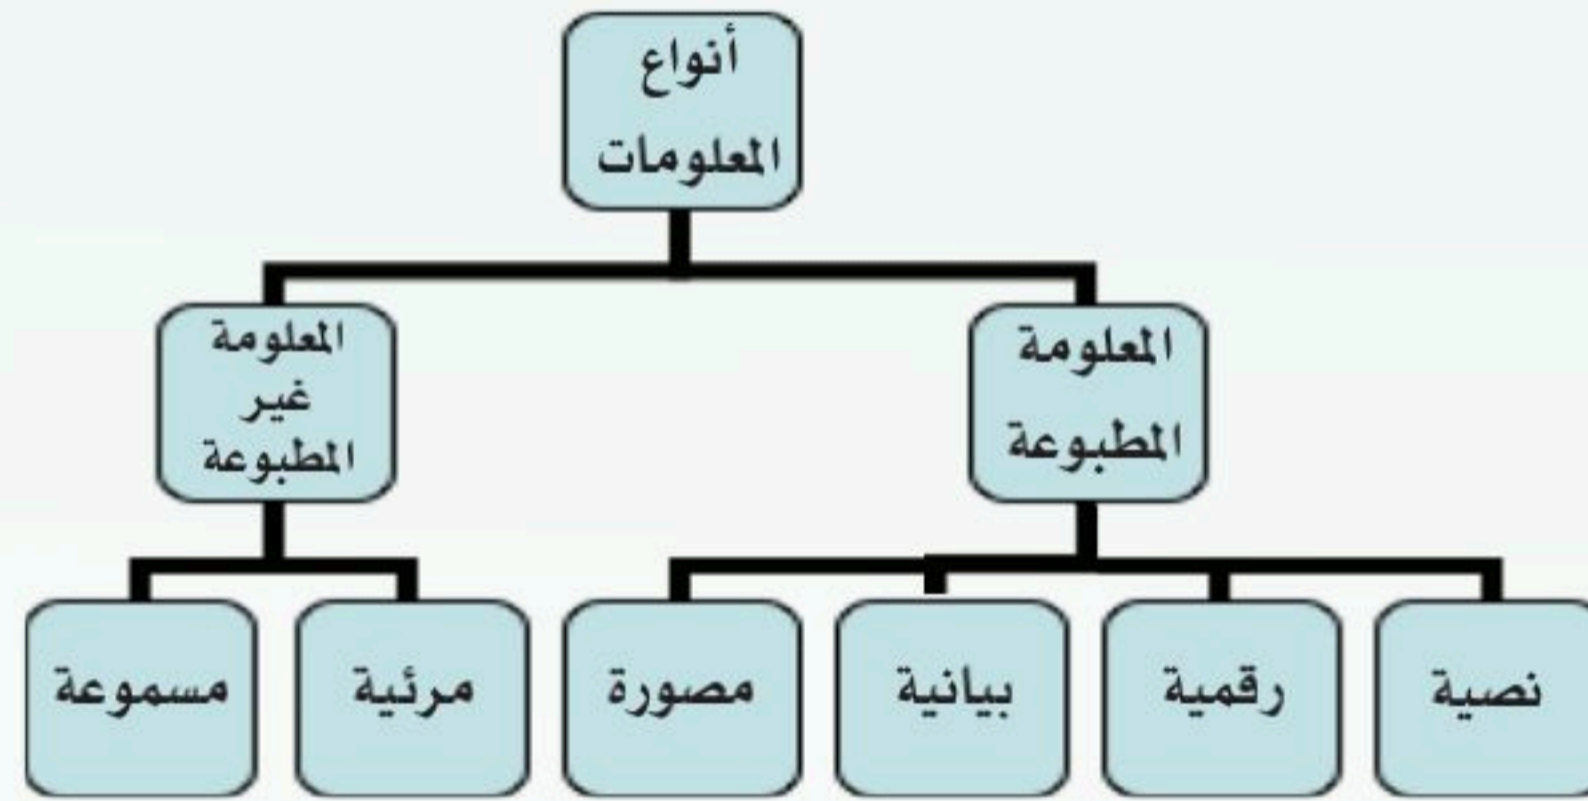 أنواع
المعلومات
المعلومة
المطبوعة
المعلومة
غير
المطبوعة
نصية
رقمية
بيانية
مصورة
مرئية
مسموعة